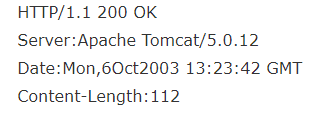 HTTP/1.1 200 OK
Server:Apache Tomcat/5.0.12
Date:Mon,6Oct2003 13:23:42 GMT
Content-Length:112